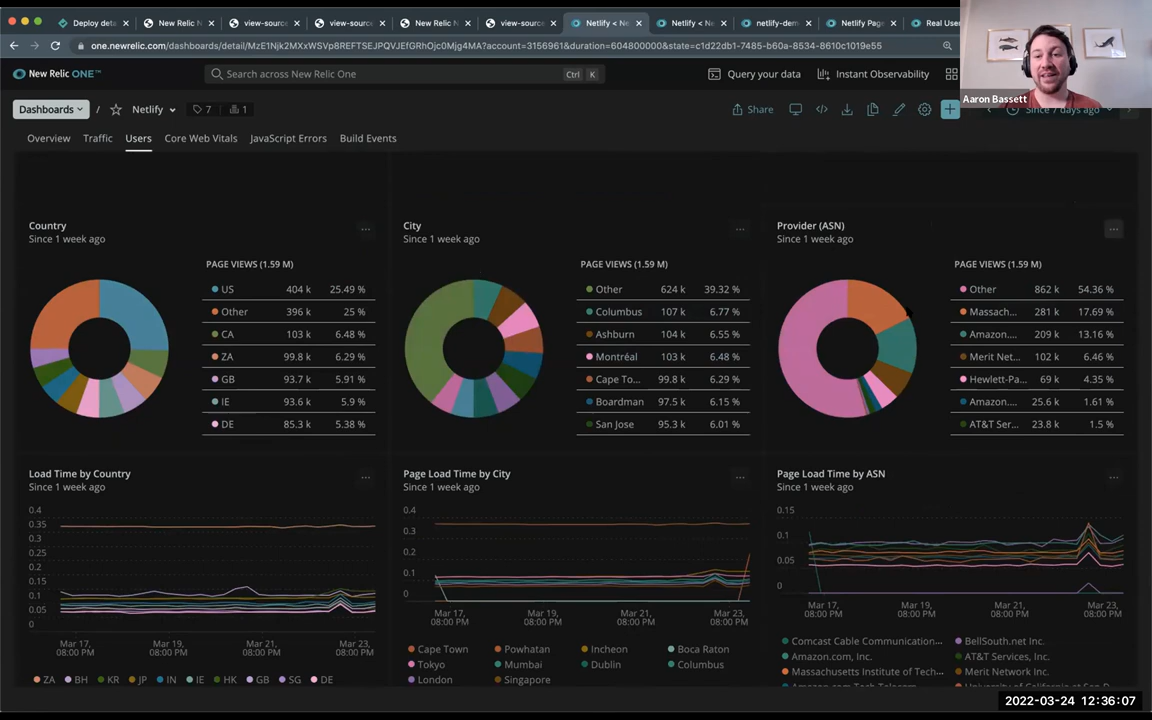 Deploy deta
New Relic N
view-source
view-source
New Relic N
view-source
Netlify < Ne
Netlify < Ne
netlify-dem
Netlify Page
Real User
one.newrelic.com/dashboards/detail/MzE1Njk2MXxWSVp8REFTSEJPQVJEfGRhOjc0Mjg4MA?account=3156961&duration=604800000&state=c1d22db1-7485-b60a-8534-8610c1019e55
New Relic ONE™
Search across New Relic One
Ctrl K
Query your data
Instant Observability
Aaron Bassett
Dashboards / Netlify 7 1
Share
Since 7 days ago
Overview Traffic Users Core Web Vitals JavaScript Errors Build Events
Country
Since 1 week ago
PAGE VIEWS (1.59 M)
US 404 k 25.49 %
Other 396 k 25 %
CA 103 k 6.48 %
ZA 99.8 k 6.29 %
GB 93.7 k 5.91 %
IE 93.6 k 5.9 %
DE 85.3 k 5.38 %
City
Since 1 week ago
PAGE VIEWS (1.59 M)
Other 624 k 39.32 %
Columbus 107 k 6.77 %
Ashburn 104 k 6.55 %
Montréal 103 k 6.48 %
Cape To... 99.8 k 6.29 %
Boardman 97.5 k 6.15 %
San Jose 95.3 k 6.01 %
Provider (ASN)
Since 1 week ago
PAGE VIEWS (1.59 M)
Other 862 k 54.36 %
Massach... 281 k 17.69 %
Amazon.... 209 k 13.16 %
Merit Net... 102 k 6.46 %
Hewlett-Pa... 69 k 4.35 %
Amazon.... 25.6 k 1.61 %
AT&T Ser... 23.8 k 1.5 %
Load Time by Country
Since 1 week ago
0.4
0.35
0.3
0.25
0.2
0.15
0.1
0.05
0
Mar 17, Mar 19, Mar 21, Mar 23,
08:00 PM 08:00 PM 08:00 PM 08:00 PM
ZA BH KR JP IN IE HK GB SG DE
Page Load Time by City
Since 1 week ago
0.4
0.3
0.2
0.1
0
Mar 17, Mar 19, Mar 21, Mar 23,
08:00 PM 08:00 PM 08:00 PM 08:00 PM
Cape Town Powhatan Incheon Boca Raton
Tokyo Mumbai Dublin Columbus
London Singapore
Page Load Time by ASN
Since 1 week ago
0.15
0.1
0.05
0
Mar 17, Mar 19, Mar 21, Mar 23,
08:00 PM 08:00 PM 08:00 PM 08:00 PM
Comcast Cable Communication... BellSouth.net Inc.
Amazon.com, Inc. AT&T Services, Inc.
Massachusetts Institute of Tech... Merit Network Inc.
2022-03-24 12:36:07